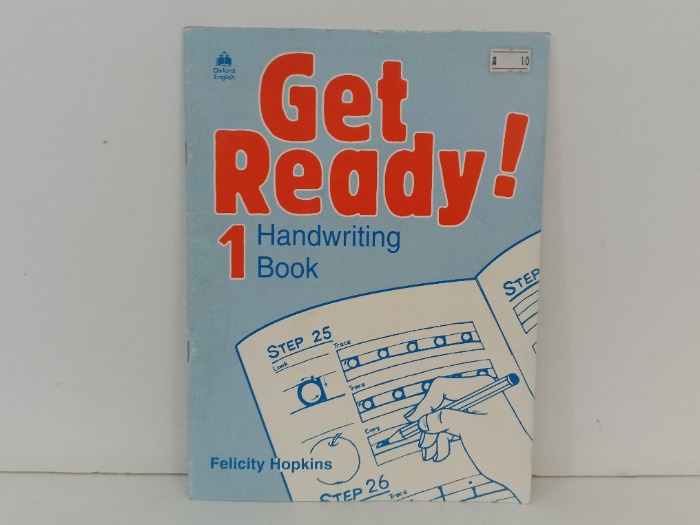 Oxford
English
10
Get
Ready!
1 Handwriting
Book
STEP 25
Look
Trace
a a a a a
Trace
a a a a a
Copy
STEP
STEP 26
Trace
Felicity Hopkins